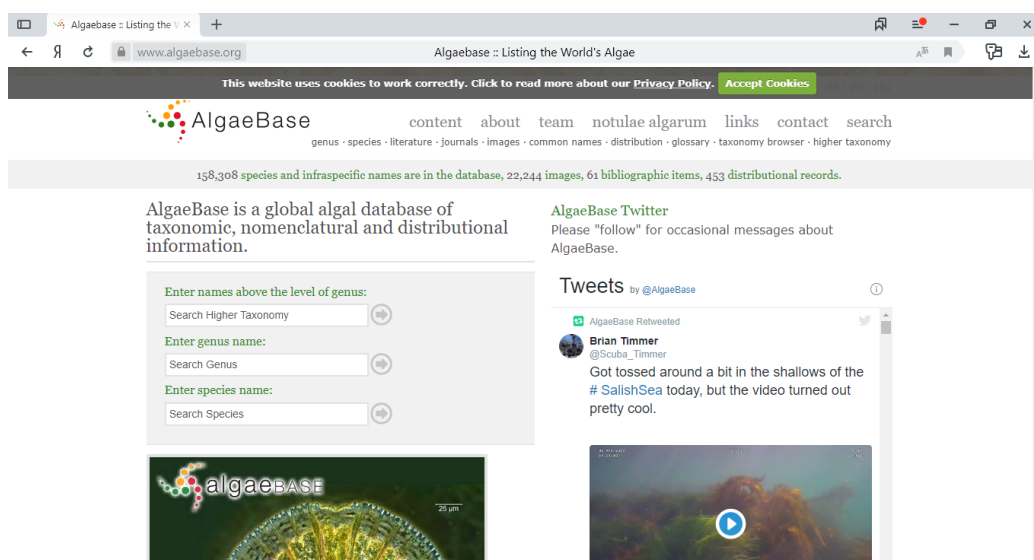 Algaebase :: Listing the W
www.algaebase.org
Algaebase :: Listing the World's Algae
This website uses cookies to work correctly. Click to read more about our Privacy Policy. Accept Cookies
AlgaeBase
content about team notulae algarum links contact search
genus · species · literature · journals · images · common names · distribution · glossary · taxonomy browser · higher taxonomy
158,308 species and infraspecific names are in the database, 22,244 images, 61 bibliographic items, 453 distributional records.
AlgaeBase is a global algal database of
taxonomic, nomenclatural and distributional
information.
Enter names above the level of genus:
Search Higher Taxonomy
Enter genus name:
Search Genus
Enter species name:
Search Species
algaeBASE
25 µm
AlgaeBase Twitter
Please "follow" for occasional messages about
AlgaeBase.
Tweets by @AlgaeBase
AlgaeBase Retweeted
Brian Timmer
@Scuba_Timmer
Got tossed around a bit in the shallows of the
# SalishSea today, but the video turned out
pretty cool.